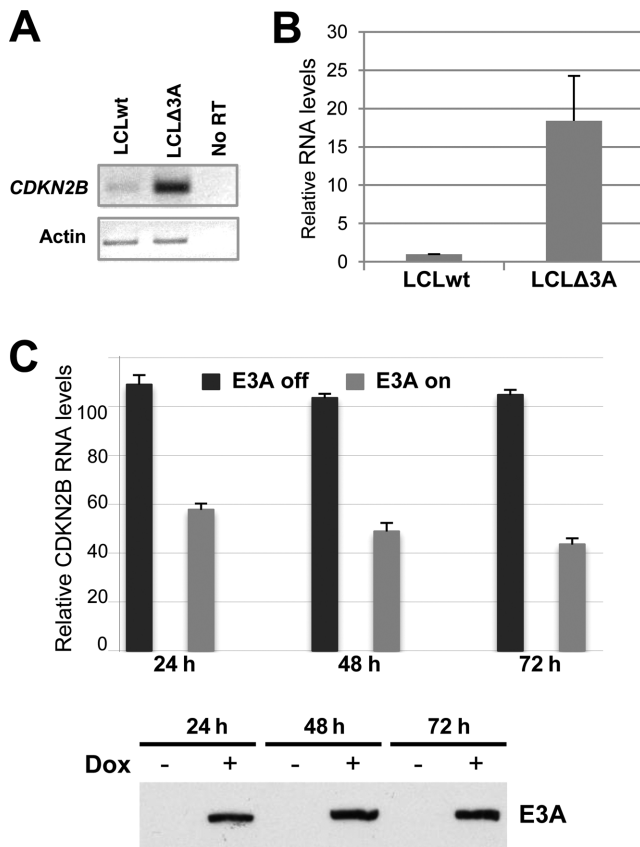 A
LCLwt
LCLΔ3A
No RT
CDKN2B
Actin
B
Relative RNA levels
30
25
20
15
10
5
0
LCLwt
LCLΔ3A
C
Relative CDKN2B RNA levels
E3A off
E3A on
100
80
60
40
20
0
24 h
48 h
72 h
24 h
48 h
72 h
Dox - + - + - +
E3A